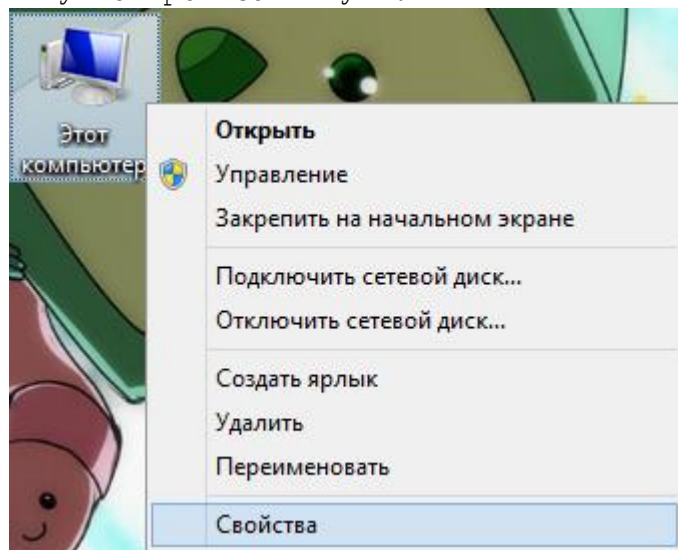 Этот
компьютер
Открыть
Управление
Закрепить на начальном экране
Подключить сетевой диск...
Отключить сетевой диск...
Создать ярлык
Удалить
Переименовать
Свойства